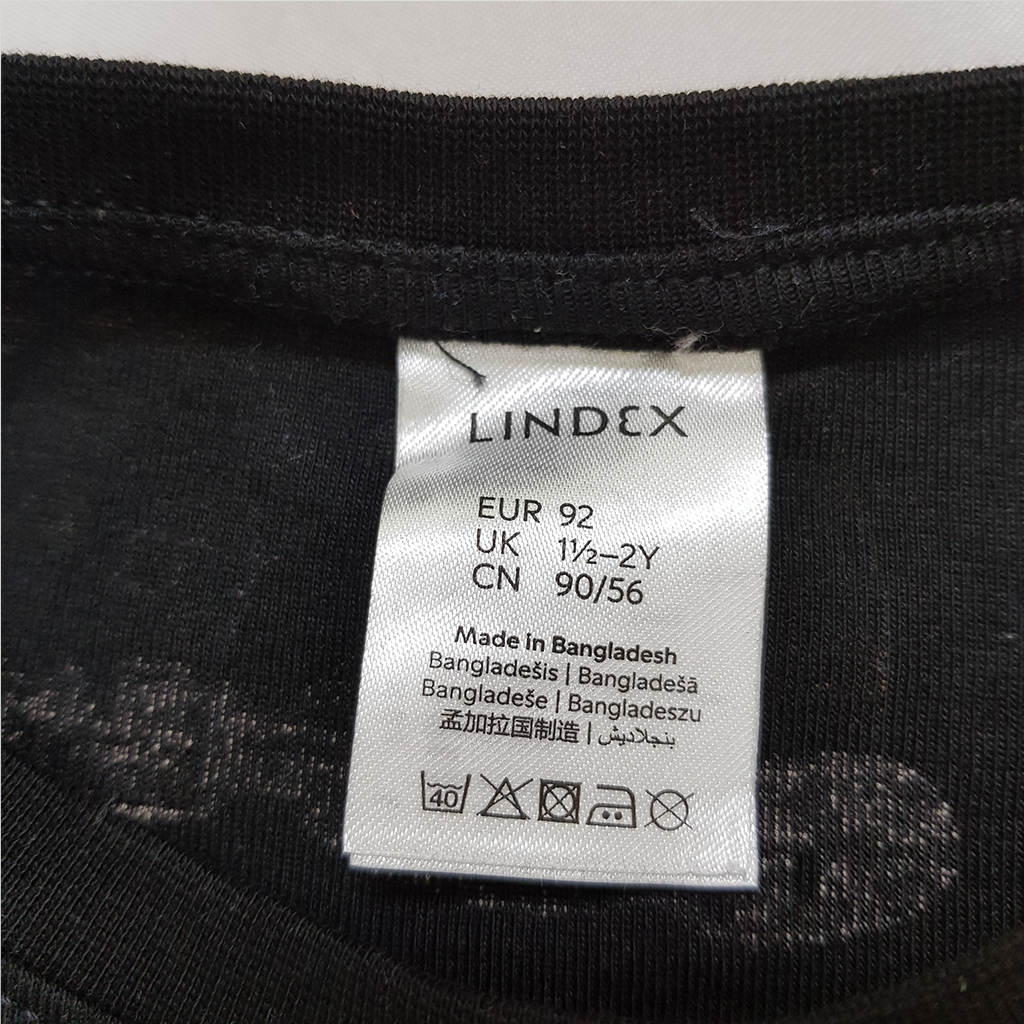 LINDEX
EUR 92
UK 1½–2Y
CN 90/56
Made in Bangladesh
Bangladešis | Bangladešā
Bangladeše | Bangladeszu
孟加拉国制造 | بنجلاديش
40